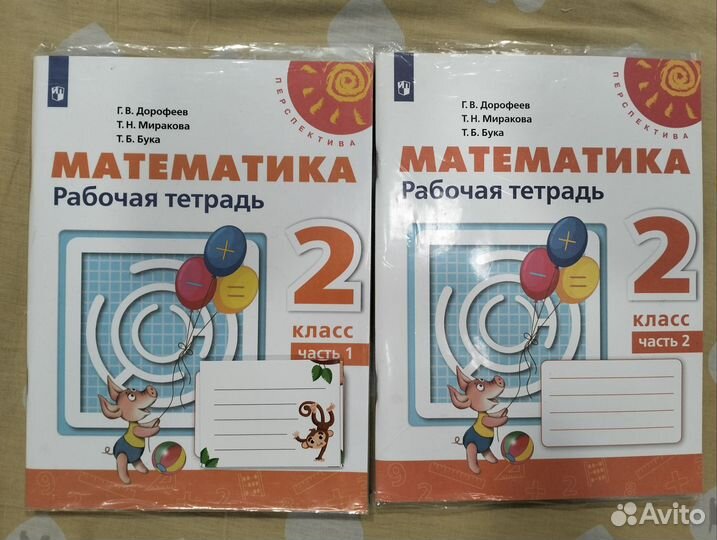 Г. В. Дорофеев
Т. Н. Миракова
Т. Б. Бука
ПЕРСПЕКТИВА
МАТЕМАТИКА
Рабочая тетрадь
2
класс
часть 1
+
−
=
Г. В. Дорофеев
Т. Н. Миракова
Т. Б. Бука
ПЕРСПЕКТИВА
МАТЕМАТИКА
Рабочая тетрадь
2
класс
часть 2
+
−
=
Avito